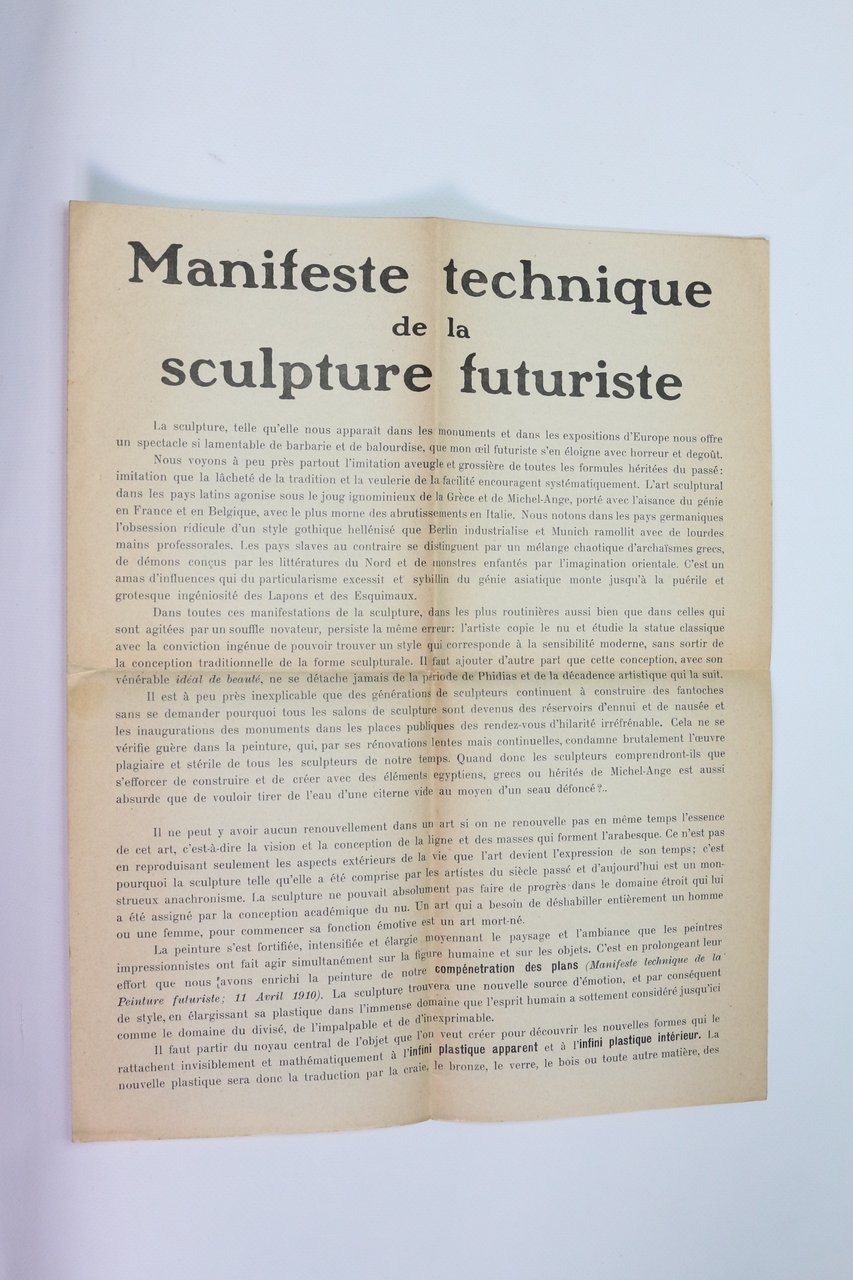 Manifeste technique
de la
sculpture futuriste
La sculpture, telle qu'elle nous apparaît dans les monuments et dans les expositions d'Europe nous offre
un spectacle si lamentable de barbarie et de balourdise, que mon œil futuriste s'en éloigne avec horreur et degoût.
Nous voyons à peu près partout l'imitation aveugle et grossière de toutes les formules héritées du passé:
imitation que la lâcheté de la tradition et la veulerie de la facilité encouragent systématiquement. L'art sculptural
dans les pays latins agonise sous le joug ignominieux de la Grèce et de Michel-Ange, porté avec l'aisance du génie
en France et en Belgique, avec le plus morne des abrutissements en Italie. Nous notons dans les pays germaniques
l'obsession ridicule d'un style gothique hellénisé que Berlin industrialise et Munich ramollit avec de lourdes
mains professorales. Les pays slaves au contraire se distinguent par un mélange chaotique d'archaïsmes grecs,
de démons conçus par les littératures du Nord et de monstres enfantés par l'imagination orientale. C'est un
amas d'influences qui du particularisme excessit et sybillin du génie asiatique monte jusqu'à la puérile et
grotesque ingéniosité des Lapons et des Esquimaux.
Dans toutes ces manifestations de la sculpture, dans les plus routinières aussi bien que dans celles qui
sont agitées par un souffle novateur, persiste la même erreur: l'artiste copie le nu et étudie la statue classique
avec la conviction ingénue de pouvoir trouver un style qui corresponde à la sensibilité moderne, sans sortir de
la conception traditionnelle de la forme sculpturale. Il faut ajouter d'autre part que cette conception, avec son
vénérable idéal de beauté, ne se détache jamais de la période de Phidias et de la décadence artistique qui la suit.
Il est à peu près inexplicable que des générations de sculpteurs continuent à construire des fantoches
sans se demander pourquoi tous les salons de sculpture sont devenus des réservoirs d'ennui et de nausée et
les inaugurations des monuments dans les places publiques des rendez-vous d'hilarité irréfrénable. Cela ne se
vérifie guère dans la peinture, qui, par ses rénovations lentes mais continuelles, condamne brutalement l'œuvre
plagiaire et stérile de tous les sculpteurs de notre temps. Quand donc les sculpteurs comprendront-ils que
s'efforcer de construire et de créer avec des éléments egyptiens, grecs ou hérités de Michel-Ange est aussi
absurde que de vouloir tirer de l'eau d'une citerne vide au moyen d'un seau défoncé?..
Il ne peut y avoir aucun renouvellement dans un art si on ne renouvelle pas en même temps l'essence
de cet art, c'est-à-dire la vision et la conception de la ligne et des masses qui forment l'arabesque. Ce n'est pas
en reproduisant seulement les aspects extérieurs de la vie que l'art devient l'expression de son temps; c'est
pourquoi la sculpture telle qu'elle a été comprise par les artistes du siècle passé et d'aujourd'hui est un mon-
strueux anachronisme. La sculpture ne pouvait absolument pas faire de progrès dans le domaine étroit qui lui
a été assigné par la conception académique du nu. Un art qui a besoin de déshabiller entièrement un homme
ou une femme, pour commencer sa fonction émotive est un art mort-né.
La peinture s'est fortifiée, intensifiée et élargie moyennant le paysage et l'ambiance que les peintres
impressionnistes ont fait agir simultanément sur la figure humaine et sur les objets. C'est en prolongeant leur
effort que nous avons enrichi la peinture de notre compénetration des plans (Manifeste technique de la
Peinture futuriste; 11 Avril 1910). La sculpture trouvera une nouvelle source d'émotion, et par conséquent
de style, en élargissant sa plastique dans l'immense domaine que l'esprit humain a sottement considéré jusqu'ici
comme le domaine du divisé, de l'impalpable et de d'inexprimable.
Il faut partir du noyau central de l'objet que l'on veut créer pour découvrir les nouvelles formes qui le
rattachent invisiblement et mathématiquement à l'infini plastique apparent et à l'infini plastique intérieur. La
nouvelle plastique sera donc la traduction par la craie, le bronze, le verre, le bois ou toute autre matière, des